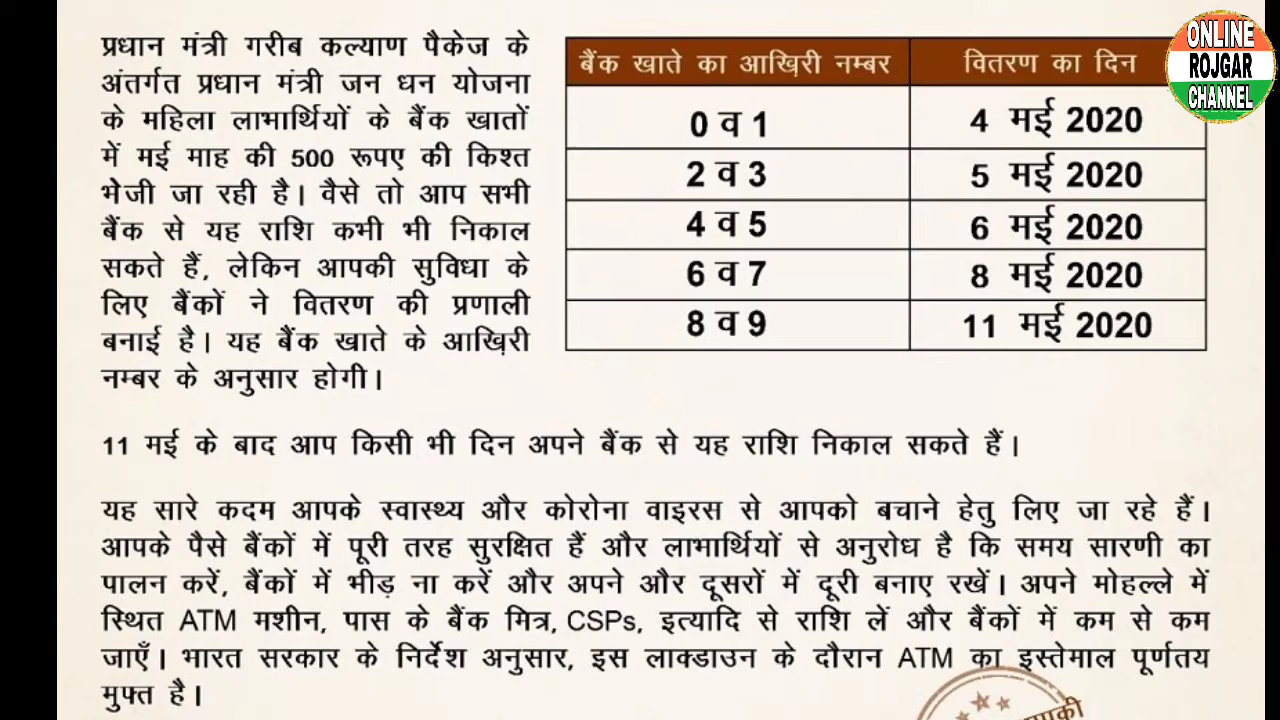 प्रधान मंत्री गरीब कल्याण पैकेज के
अंतर्गत प्रधान मंत्री जन धन योजना
के महिला लाभार्थियों के बैंक खातों
में मई माह की 500 रूपए की किश्त
भेजी जा रही है। वैसे तो आप सभी
बैंक से यह राशि कभी भी निकाल
सकते हैं, लेकिन आपकी सुविधा के
लिए बैंकों ने वितरण की प्रणाली
बनाई है। यह बैंक खाते के आख़िरी
नम्बर के अनुसार होगी।
बैंक खाते का आख़िरी नम्बर वितरण का दिन
0 व 1 4 मई 2020
2 व 3 5 मई 2020
4 व 5 6 मई 2020
6 व 7 8 मई 2020
8 व 9 11 मई 2020
ONLINE
ROJGAR
CHANNEL
11 मई के बाद आप किसी भी दिन अपने बैंक से यह राशि निकाल सकते हैं।
यह सारे कदम आपके स्वास्थ्य और कोरोना वाइरस से आपको बचाने हेतु लिए जा रहे हैं।
आपके पैसे बैंकों में पूरी तरह सुरक्षित हैं और लाभार्थियों से अनुरोध है कि समय सारणी का
पालन करें, बैंकों में भीड़ ना करें और अपने और दूसरों में दूरी बनाए रखें। अपने मोहल्ले में
स्थित ATM मशीन, पास के बैंक मित्र, CSPs, इत्यादि से राशि लें और बैंकों में कम से कम
जाएँ। भारत सरकार के निर्देश अनुसार, इस लाक्डाउन के दौरान ATM का इस्तेमाल पूर्णतय
मुफ्त है।